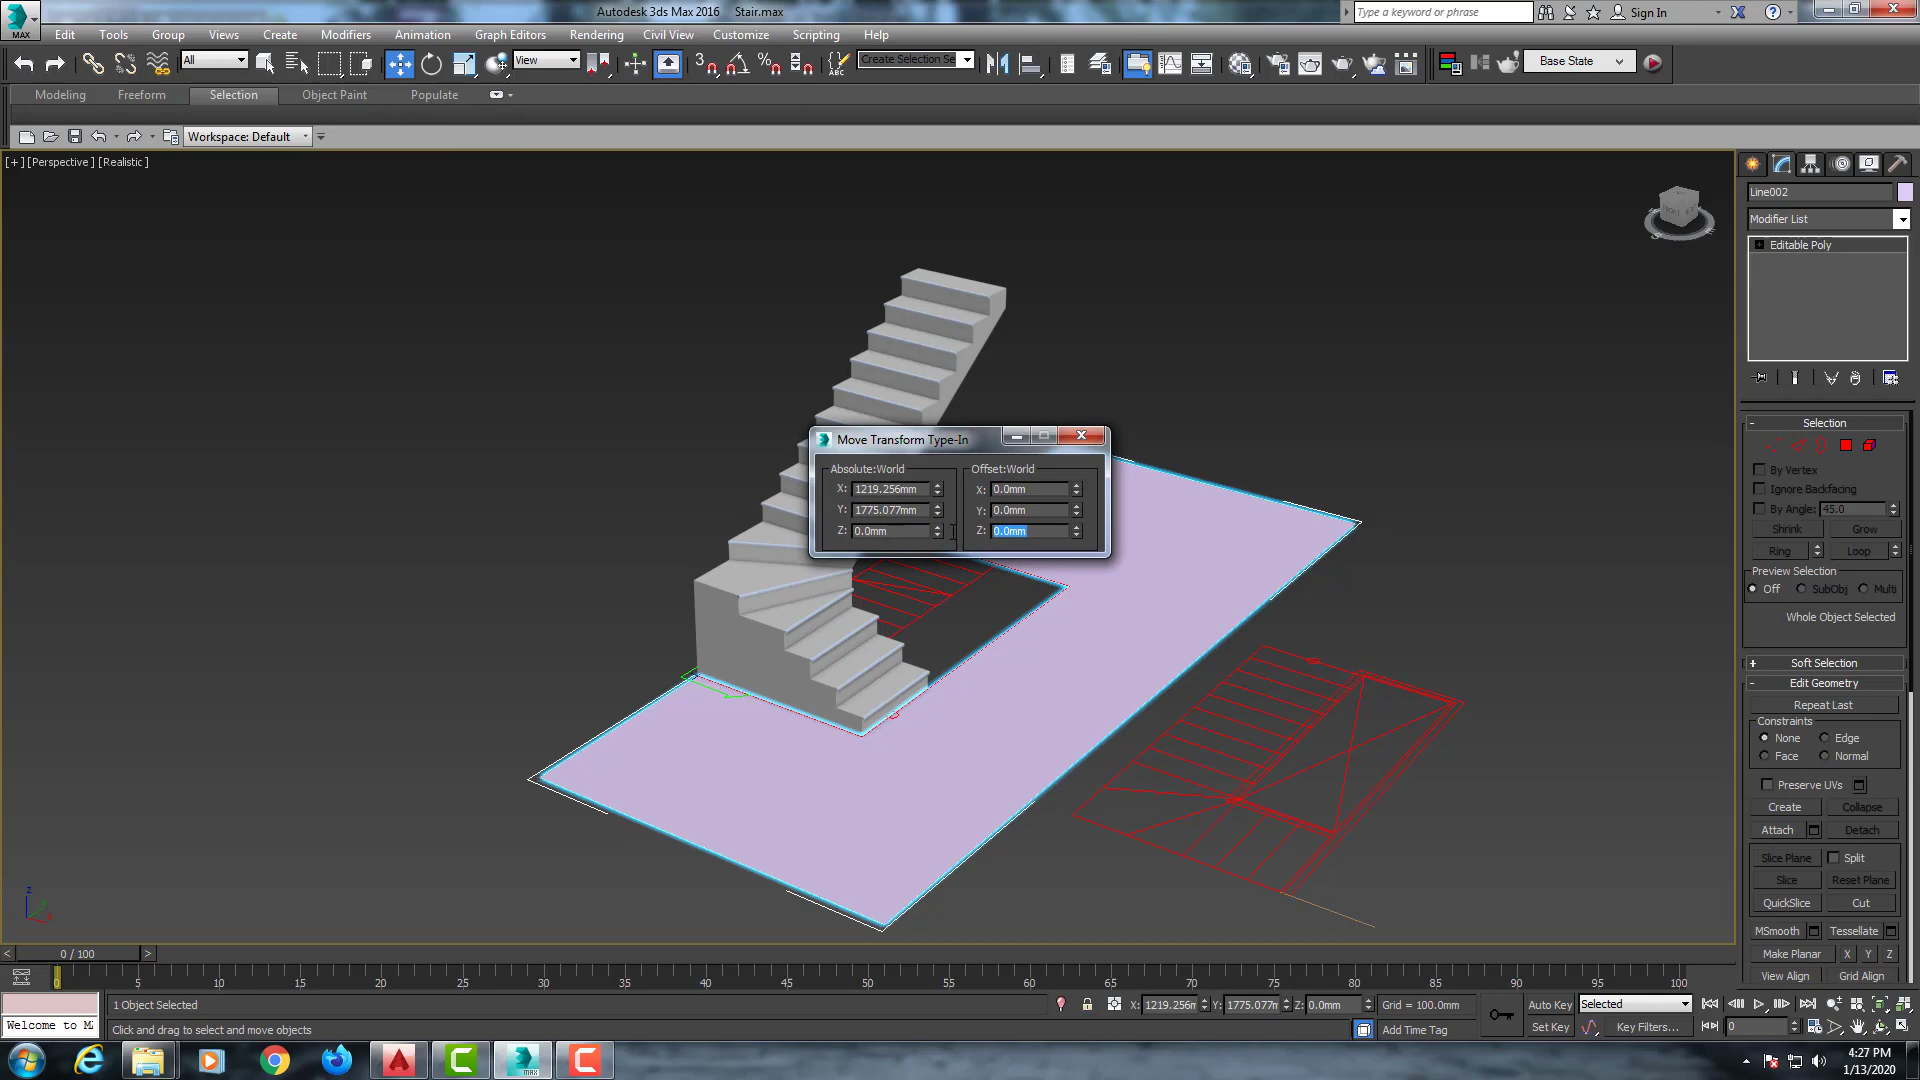 Autodesk 3ds Max 2016 Stair.max
Type a keyword or phrase
Sign In
MAX
Edit Tools Group Views Create Modifiers Animation Graph Editors Rendering Civil View Customize Scripting Help
All
View
Create Selection Se
Base State
Modeling Freeform Selection Object Paint Populate
Workspace: Default
[+] [Perspective] [Realistic]
Line002
Modifier List
Editable Poly
Move Transform Type-In
Absolute:World
X: 1219.256mm
Y: 1775.077mm
Z: 0.0mm
Offset:World
X: 0.0mm
Y: 0.0mm
Z: 0.0mm
Selection
By Vertex
Ignore Backfacing
By Angle: 45.0
Shrink Grow
Ring Loop
Preview Selection
Off SubObj Multi
Whole Object Selected
Soft Selection
Edit Geometry
Repeat Last
Constraints
None Edge
Face Normal
Preserve UVs
Create Collapse
Attach Detach
Slice Plane Split
Slice Reset Plane
QuickSlice Cut
MSmooth Tessellate
Make Planar X Y Z
View Align Grid Align
0 / 100
0 5 10 15 20 25 30 35 40 45 50 55 60 65 70 75 80 85 90 95 100
1 Object Selected
X: 1219.256m Y: 1775.077m Z: 0.0mm
Grid = 100.0mm
Auto Key Selected
Welcome to M
Click and drag to select and move objects
Add Time Tag
Set Key Key Filters...
0
4:27 PM
1/13/2020